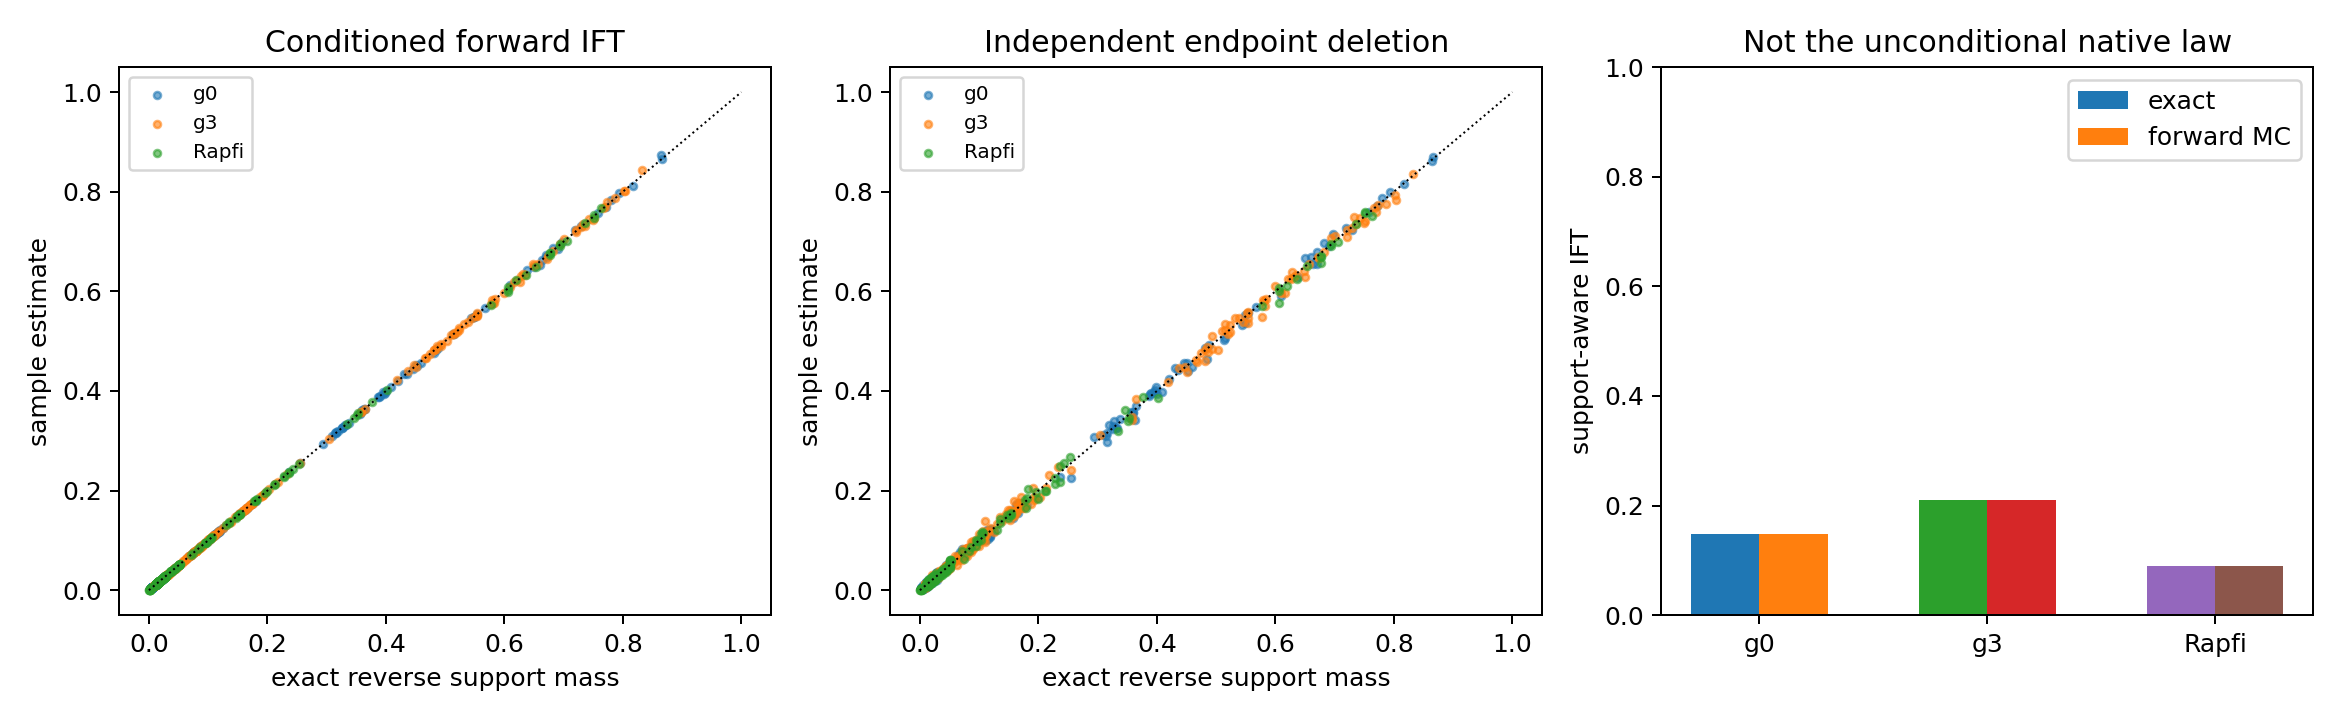 Conditioned forward IFT
g0
g3
Rapfi
1.0
0.8
0.6
0.4
0.2
0.0
sample estimate
0.0 0.2 0.4 0.6 0.8 1.0
exact reverse support mass
Independent endpoint deletion
g0
g3
Rapfi
1.0
0.8
0.6
0.4
0.2
0.0
sample estimate
0.0 0.2 0.4 0.6 0.8 1.0
exact reverse support mass
Not the unconditional native law
exact
forward MC
1.0
0.8
0.6
0.4
0.2
0.0
support-aware IFT
g0 g3 Rapfi